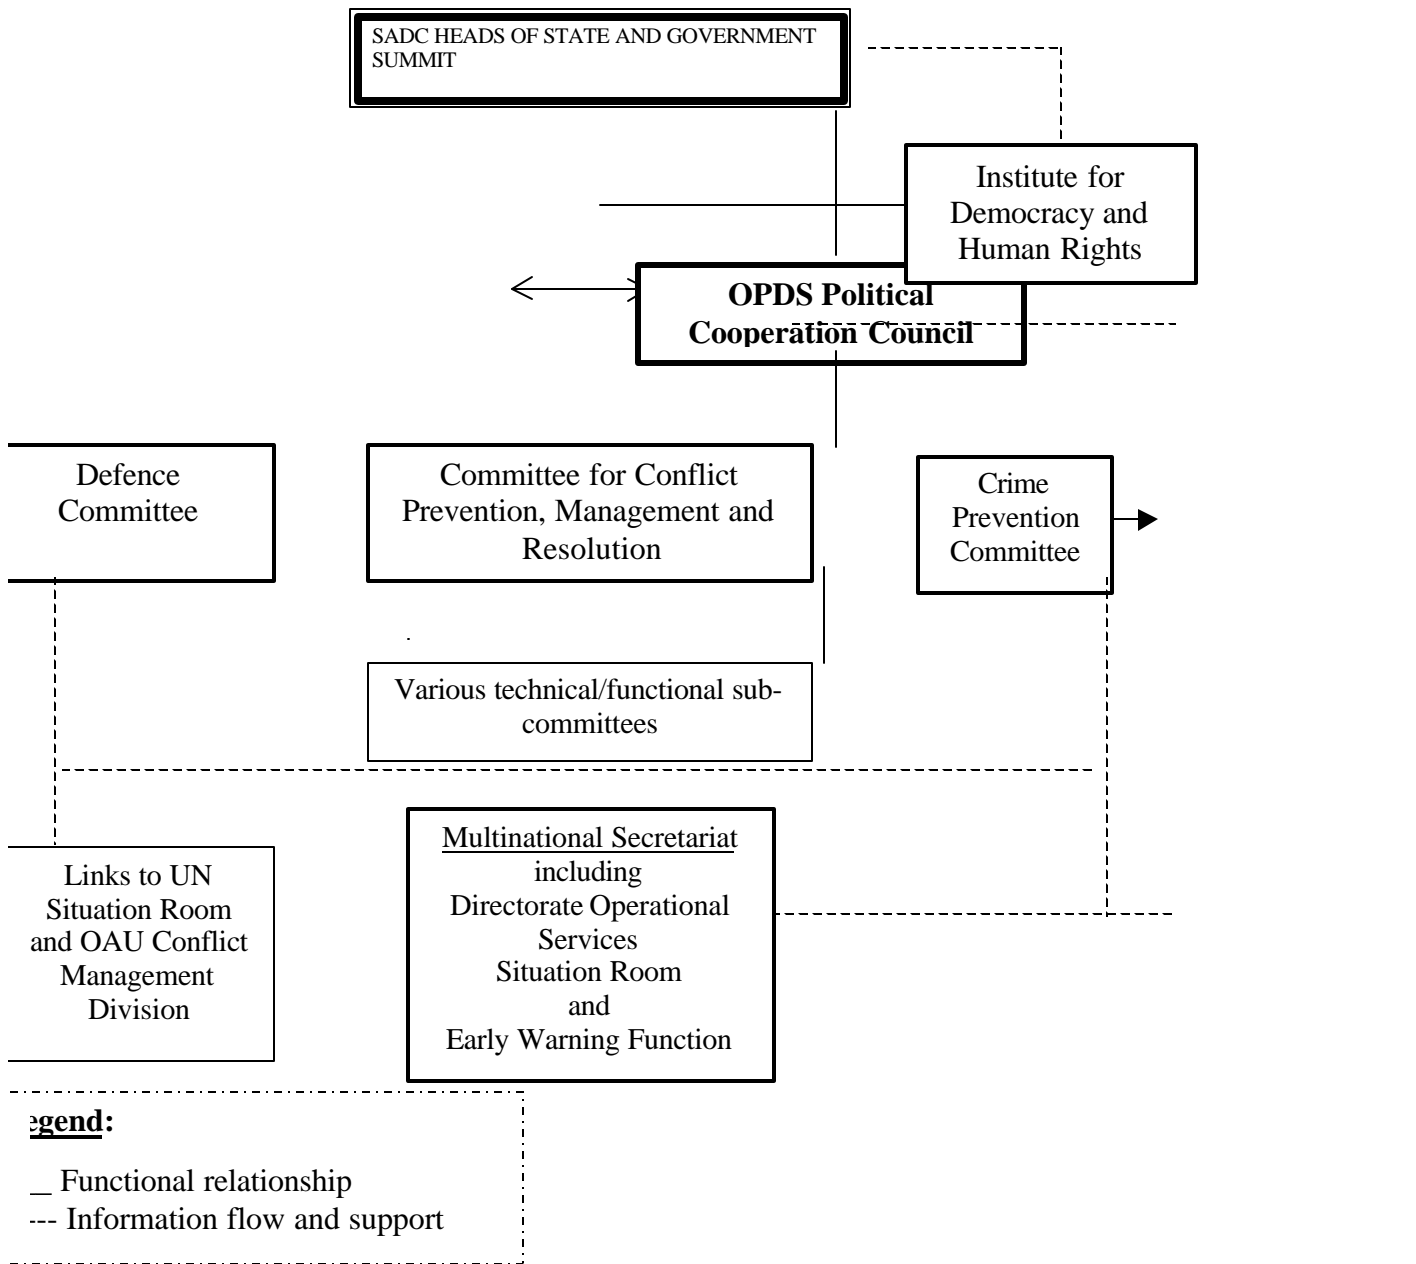 SADC HEADS OF STATE AND GOVERNMENT
SUMMIT
Institute for
Democracy and
Human Rights
OPDS Political
Cooperation Council
Defence
Committee
Committee for Conflict
Prevention, Management and
Resolution
Crime
Prevention
Committee
.
Various technical/functional sub-
committees
Links to UN
Situation Room
and OAU Conflict
Management
Division
Multinational Secretariat
including
Directorate Operational
Services
Situation Room
and
Early Warning Function
egend:
__ Functional relationship
--- Information flow and support